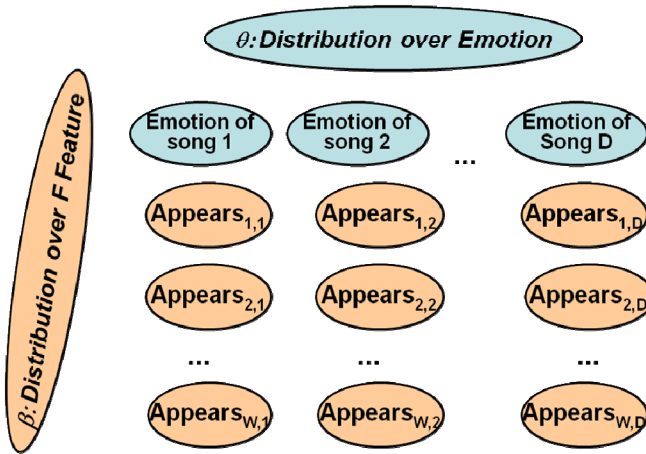 θ: Distribution over Emotion
β: Distribution over F Feature
Emotion of song 1
Emotion of song 2
...
Emotion of Song D
Appears1,1
Appears1,2
Appears1,D
Appears2,1
Appears2,2
Appears2,D
...
...
...
AppearsW,1
AppearsW,2
AppearsW,D